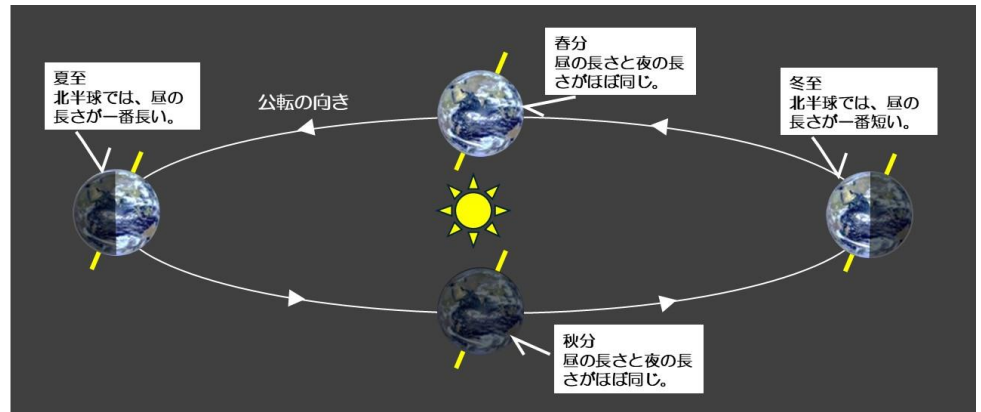 夏至
北半球では、昼の
長さが一番長い。
公転の向き
春分
昼の長さと夜の長
さがほぼ同じ。
冬至
北半球では、昼の
長さが一番短い。
秋分
昼の長さと夜の長
さがほぼ同じ。